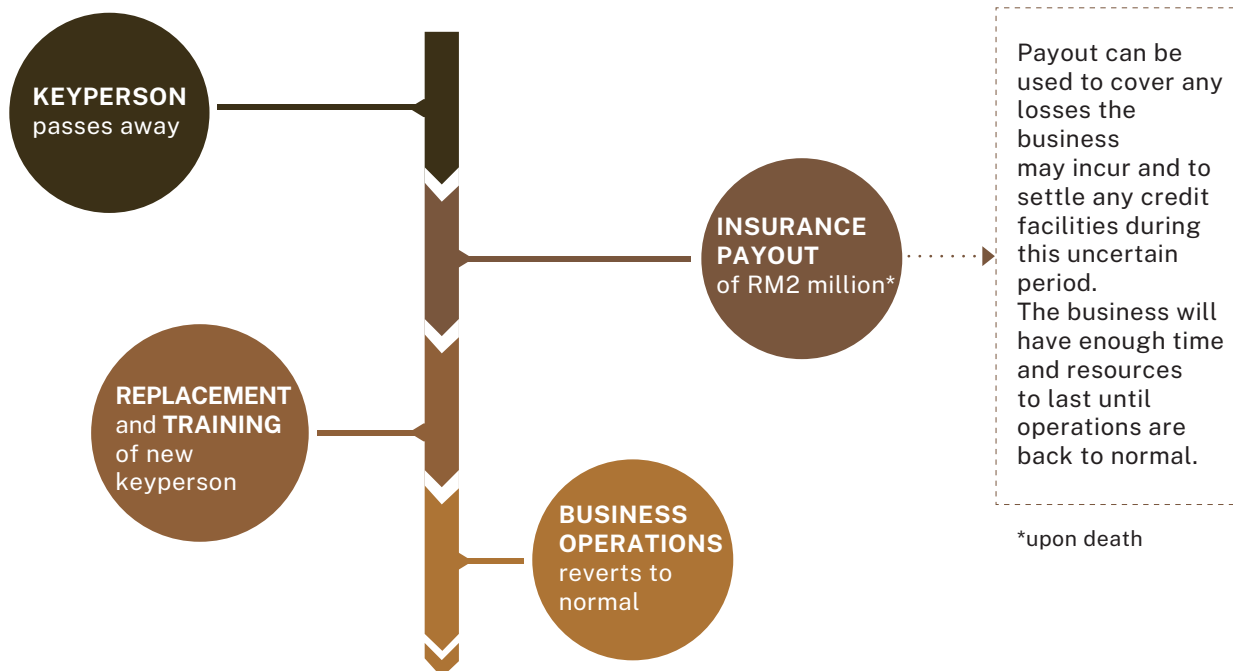 KEYPERSON
passes away
INSURANCE
PAYOUT
of RM2 million*
Payout can be
used to cover any
losses the
business
may incur and to
settle any credit
facilities during
this uncertain
period.
The business will
have enough time
and resources
to last until
operations are
back to normal.
REPLACEMENT
and TRAINING
of new
keyperson
BUSINESS
OPERATIONS
reverts to
normal
*upon death